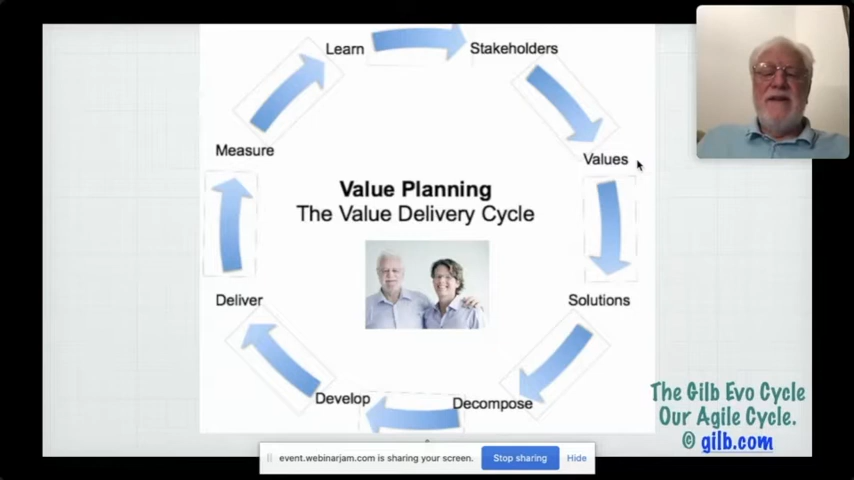 Learn
Stakeholders
Measure
Values
Value Planning
The Value Delivery Cycle
Deliver
Solutions
Develop
Decompose
The Gilb Evo Cycle
Our Agile Cycle.
© gilb.com
event.webinarjam.com is sharing your screen.
Stop sharing
Hide